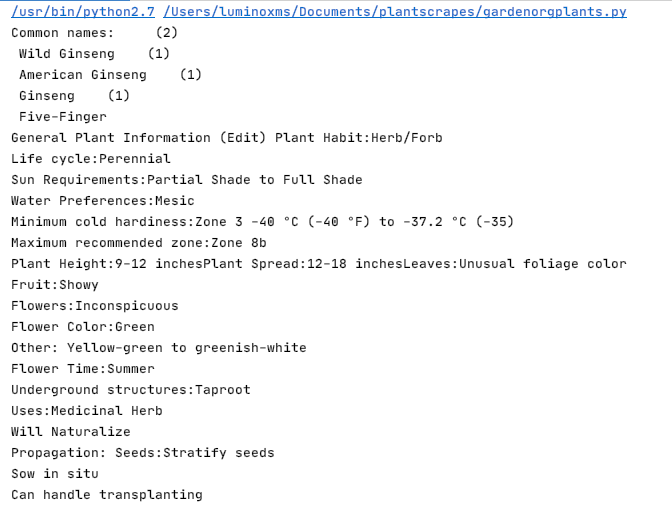 /usr/bin/python2.7 /Users/luminoxms/Documents/plantscrapes/gardenorgplants.py
Common names:     (2)
 Wild Ginseng    (1)
 American Ginseng    (1)
 Ginseng    (1)
 Five-Finger
General Plant Information (Edit) Plant Habit:Herb/Forb
Life cycle:Perennial
Sun Requirements:Partial Shade to Full Shade
Water Preferences:Mesic
Minimum cold hardiness:Zone 3 -40 °C (-40 °F) to -37.2 °C (-35)
Maximum recommended zone:Zone 8b
Plant Height:9-12 inchesPlant Spread:12-18 inchesLeaves:Unusual foliage color
Fruit:Showy
Flowers:Inconspicuous
Flower Color:Green
Other: Yellow-green to greenish-white
Flower Time:Summer
Underground structures:Taproot
Uses:Medicinal Herb
Will Naturalize
Propagation: Seeds:Stratify seeds
Sow in situ
Can handle transplanting